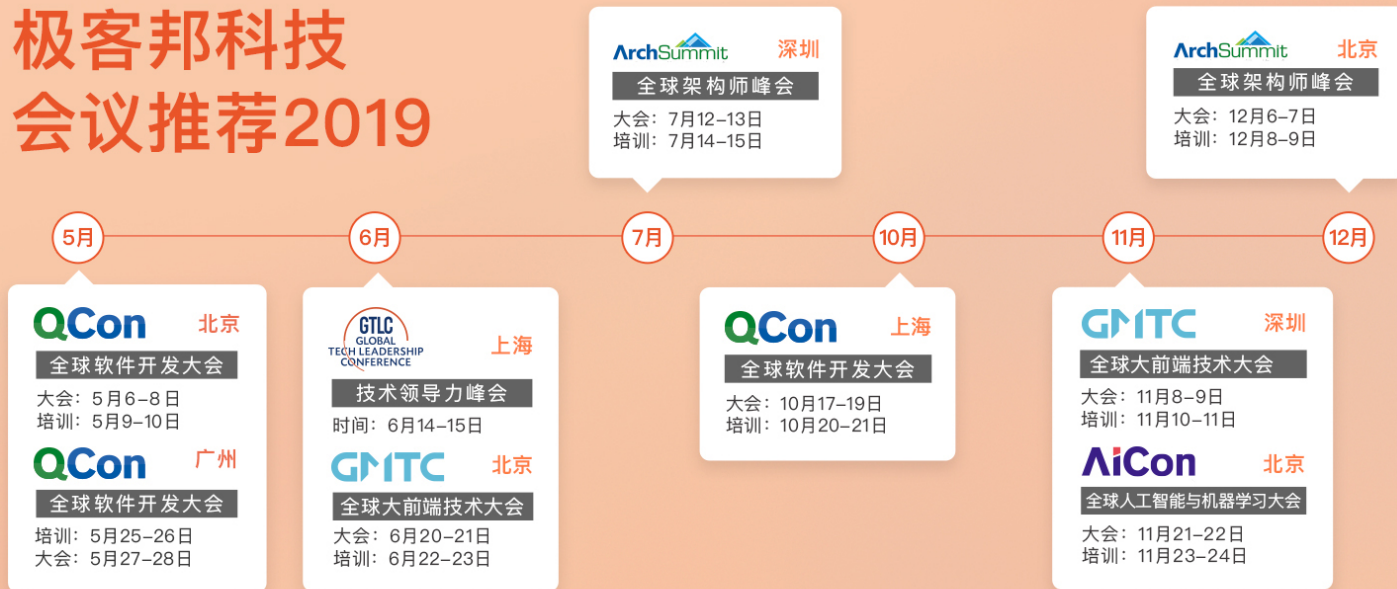 极客邦科技
会议推荐2019
5月
QCon 北京
全球软件开发大会
大会：5月6–8日
培训：5月9–10日
QCon 广州
全球软件开发大会
培训：5月25–26日
大会：5月27–28日
6月
GTLC
GLOBAL
TECH LEADERSHIP
CONFERENCE
上海
技术领导力峰会
时间：6月14–15日
GMTC 北京
全球大前端技术大会
大会：6月20–21日
培训：6月22–23日
7月
ArchSummit 深圳
全球架构师峰会
大会：7月12–13日
培训：7月14–15日
10月
QCon 上海
全球软件开发大会
大会：10月17–19日
培训：10月20–21日
11月
GMTC 深圳
全球大前端技术大会
大会：11月8–9日
培训：11月10–11日
AiCon 北京
全球人工智能与机器学习大会
大会：11月21–22日
培训：11月23–24日
12月
ArchSummit 北京
全球架构师峰会
大会：12月6–7日
培训：12月8–9日